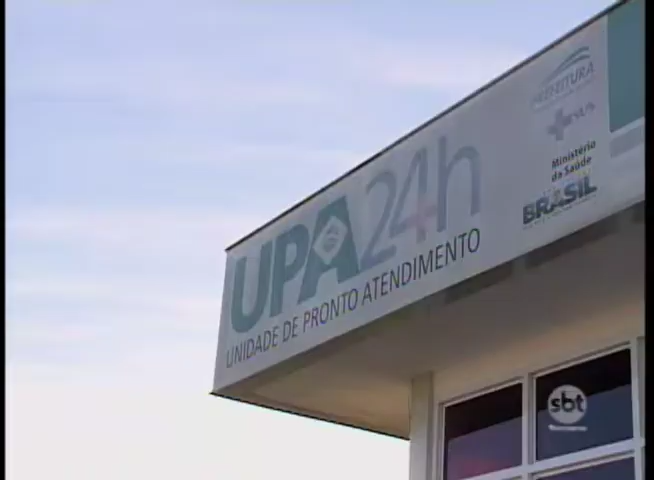 UPA24h
UNIDADE DE PRONTO ATENDIMENTO
PREFEITURA
SUS
Ministério
da Saúde
BRASIL
sbt